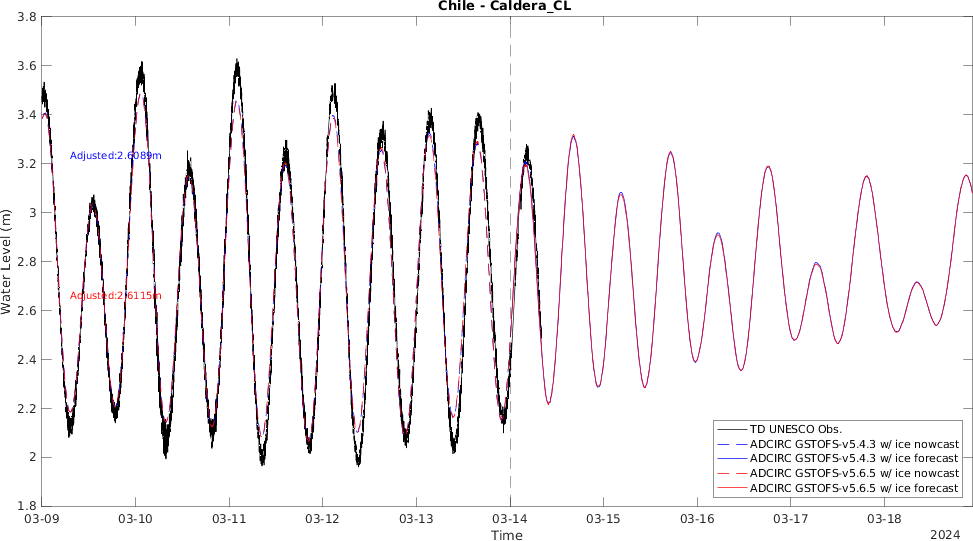 Chile - Caldera_CL
3.8
3.6
3.4
3.2
3
2.8
2.6
2.4
2.2
2
1.8
Water Level (m)
Adjusted:2.6089m
Adjusted:2.6115m
TD UNESCO Obs.
ADCIRC GSTOFS-v5.4.3 w/ ice nowcast
ADCIRC GSTOFS-v5.4.3 w/ ice forecast
ADCIRC GSTOFS-v5.6.5 w/ ice nowcast
ADCIRC GSTOFS-v5.6.5 w/ ice forecast
03-09 03-10 03-11 03-12 03-13 03-14 03-15 03-16 03-17 03-18
Time
2024